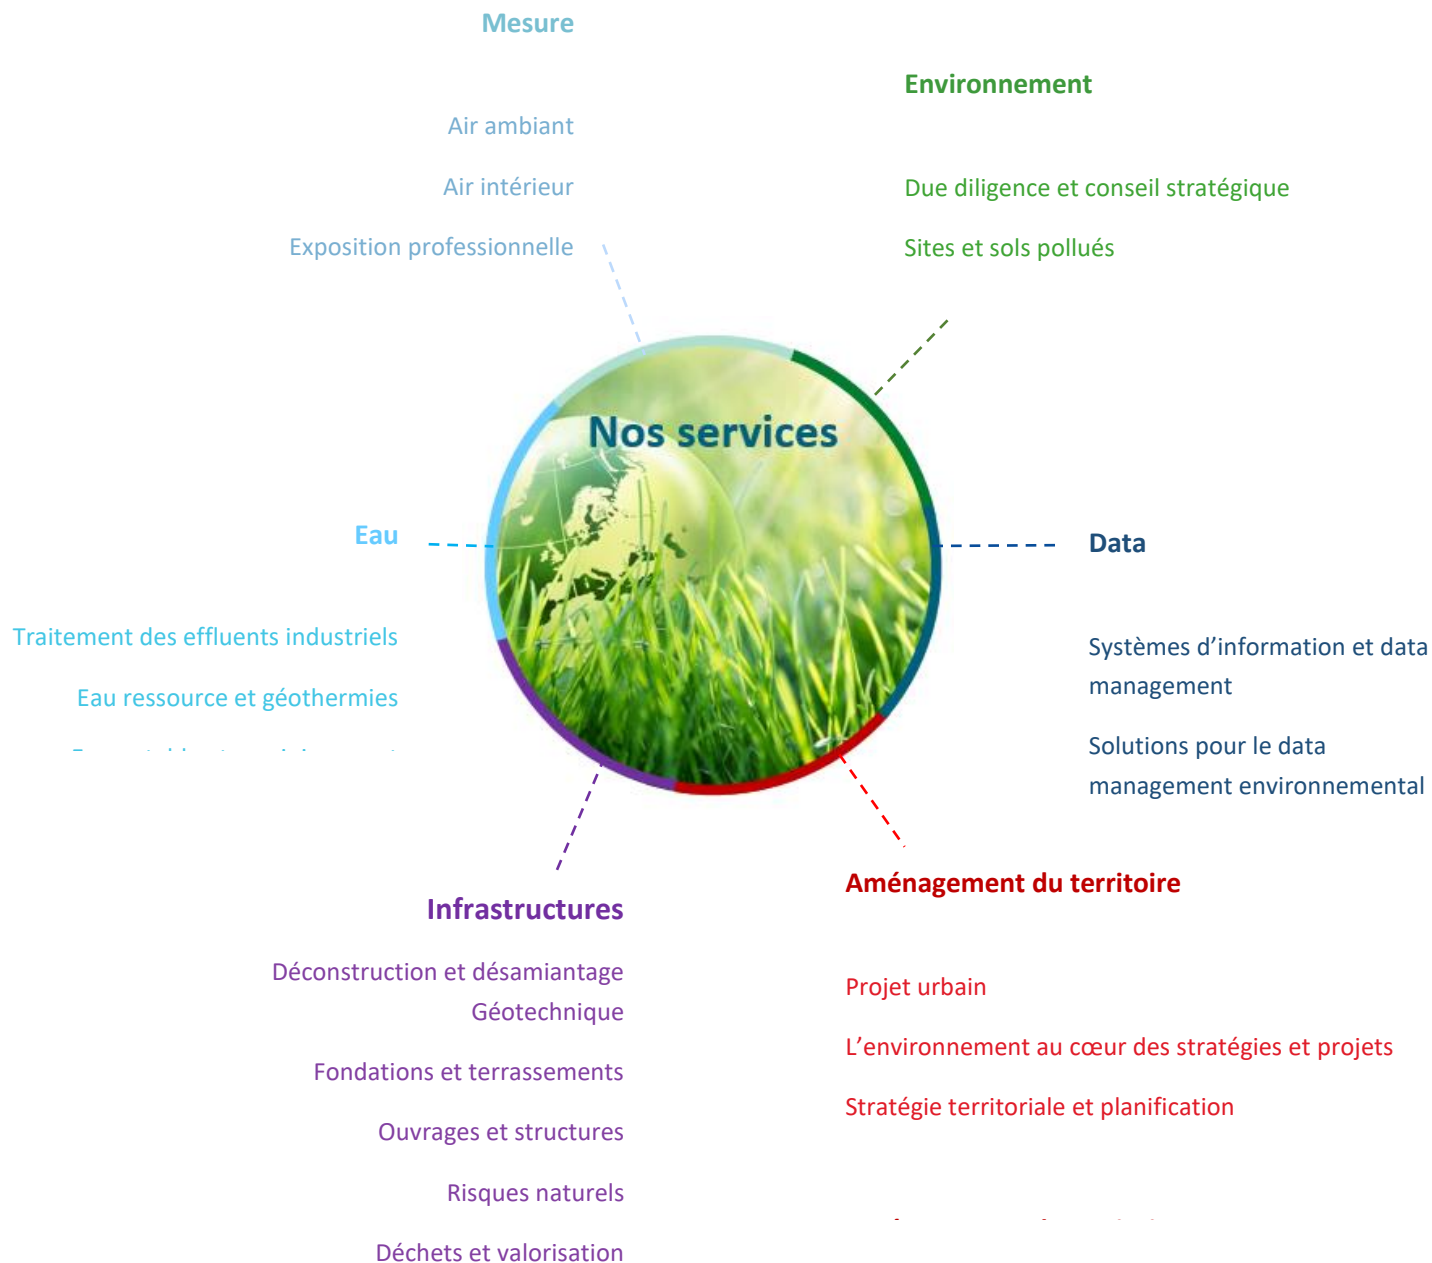 Mesure
Air ambiant
Air intérieur
Exposition professionnelle
Environnement
Due diligence et conseil stratégique
Sites et sols pollués
Nos services
Eau
Traitement des effluents industriels
Eau ressource et géothermies
Data
Systèmes d’information et data
management
Solutions pour le data
management environnemental
Infrastructures
Déconstruction et désamiantage
Géotechnique
Fondations et terrassements
Ouvrages et structures
Risques naturels
Déchets et valorisation
Aménagement du territoire
Projet urbain
L’environnement au cœur des stratégies et projets
Stratégie territoriale et planification